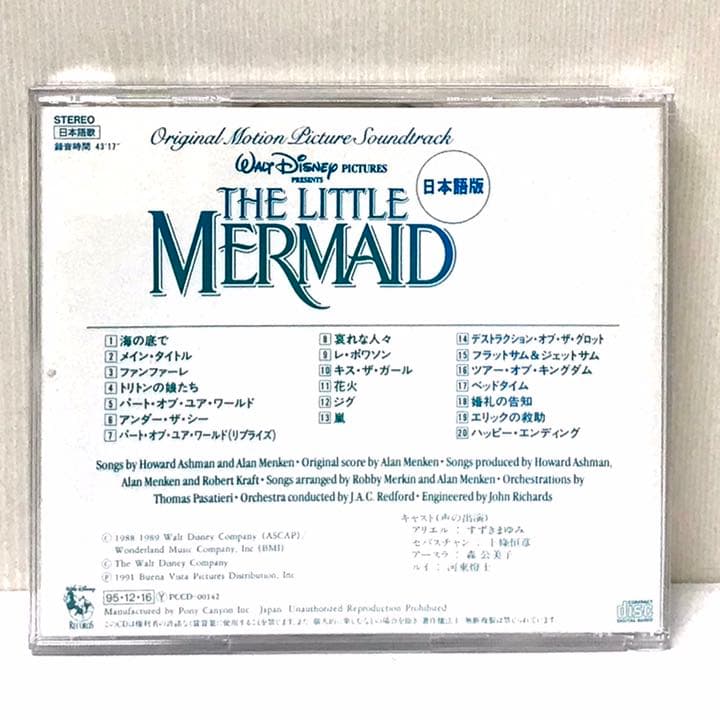 STEREO
日本語歌
録音時間 43'17"
Original Motion Picture Soundtrack
WALT DISNEY PICTURES
PRESENTS
THE LITTLE
MERMAID
日本語版
1 海の底で
2 メイン・タイトル
3 ファンファーレ
4 トリトンの娘たち
5 パート・オブ・ユア・ワールド
6 アンダー・ザ・シー
7 パート・オブ・ユア・ワールド(リプライズ)
8 哀れな人々
9 レ・ポワソン
10 キス・ザ・ガール
11 花火
12 ジグ
13 嵐
14 デストラクション・オブ・ザ・グロット
15 フラットサム&ジェットサム
16 ツアー・オブ・キングダム
17 ベッドタイム
18 婚礼の告知
19 エリックの救助
20 ハッピー・エンディング
Songs by Howard Ashman and Alan Menken・Original score by Alan Menken・Songs produced by Howard Ashman,
Alan Menken and Robert Kraft・Songs arranged by Robby Merkin and Alan Menken・Orchestrations by
Thomas Pasatieri・Orchestra conducted by J.A.C. Redford・Engineered by John Richards
キャスト(声の出演)
アリエル:すずきまゆみ
セバスチャン:上條恒彦
アースラ:森 公美子
ルイ:河東燈士
Ⓒ 1988 1989 Walt Disney Company (ASCAP),
Wonderland Music Company, Inc (BMI)
Ⓒ The Walt Disney Company
Ⓟ 1991 Buena Vista Pictures Distribution, Inc
95・12・16 Ⓨ PCCD-00142
Manufactured by Pony Canyon Inc. Japan. Unauthorized Reproduction Prohibited
Walt Disney
RECORDS
COMPACT
disc
DIGITAL AUDIO